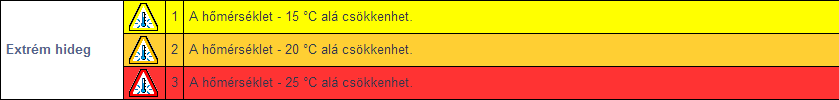 1 A hőmérséklet - 15 °C alá csökkenhet.
Extrém hideg 2 A hőmérséklet - 20 °C alá csökkenhet.
3 A hőmérséklet - 25 °C alá csökkenhet.